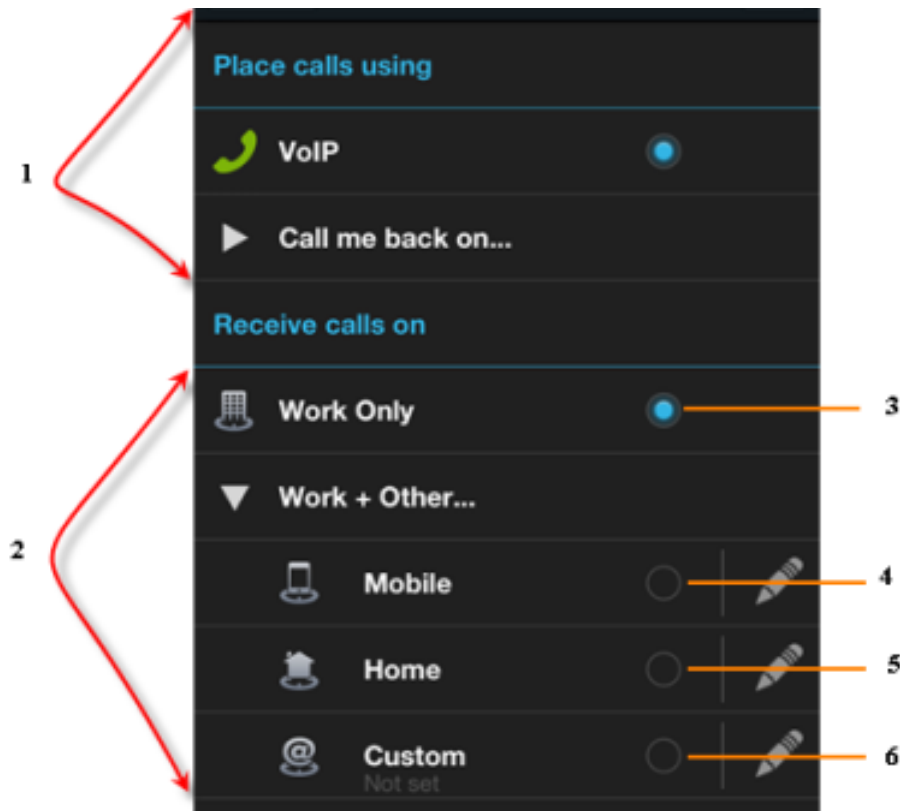 Place calls using
1
VoIP
Call me back on...
Receive calls on
Work Only
3
Work + Other...
2
Mobile
4
Home
5
@ Custom
6
Not set